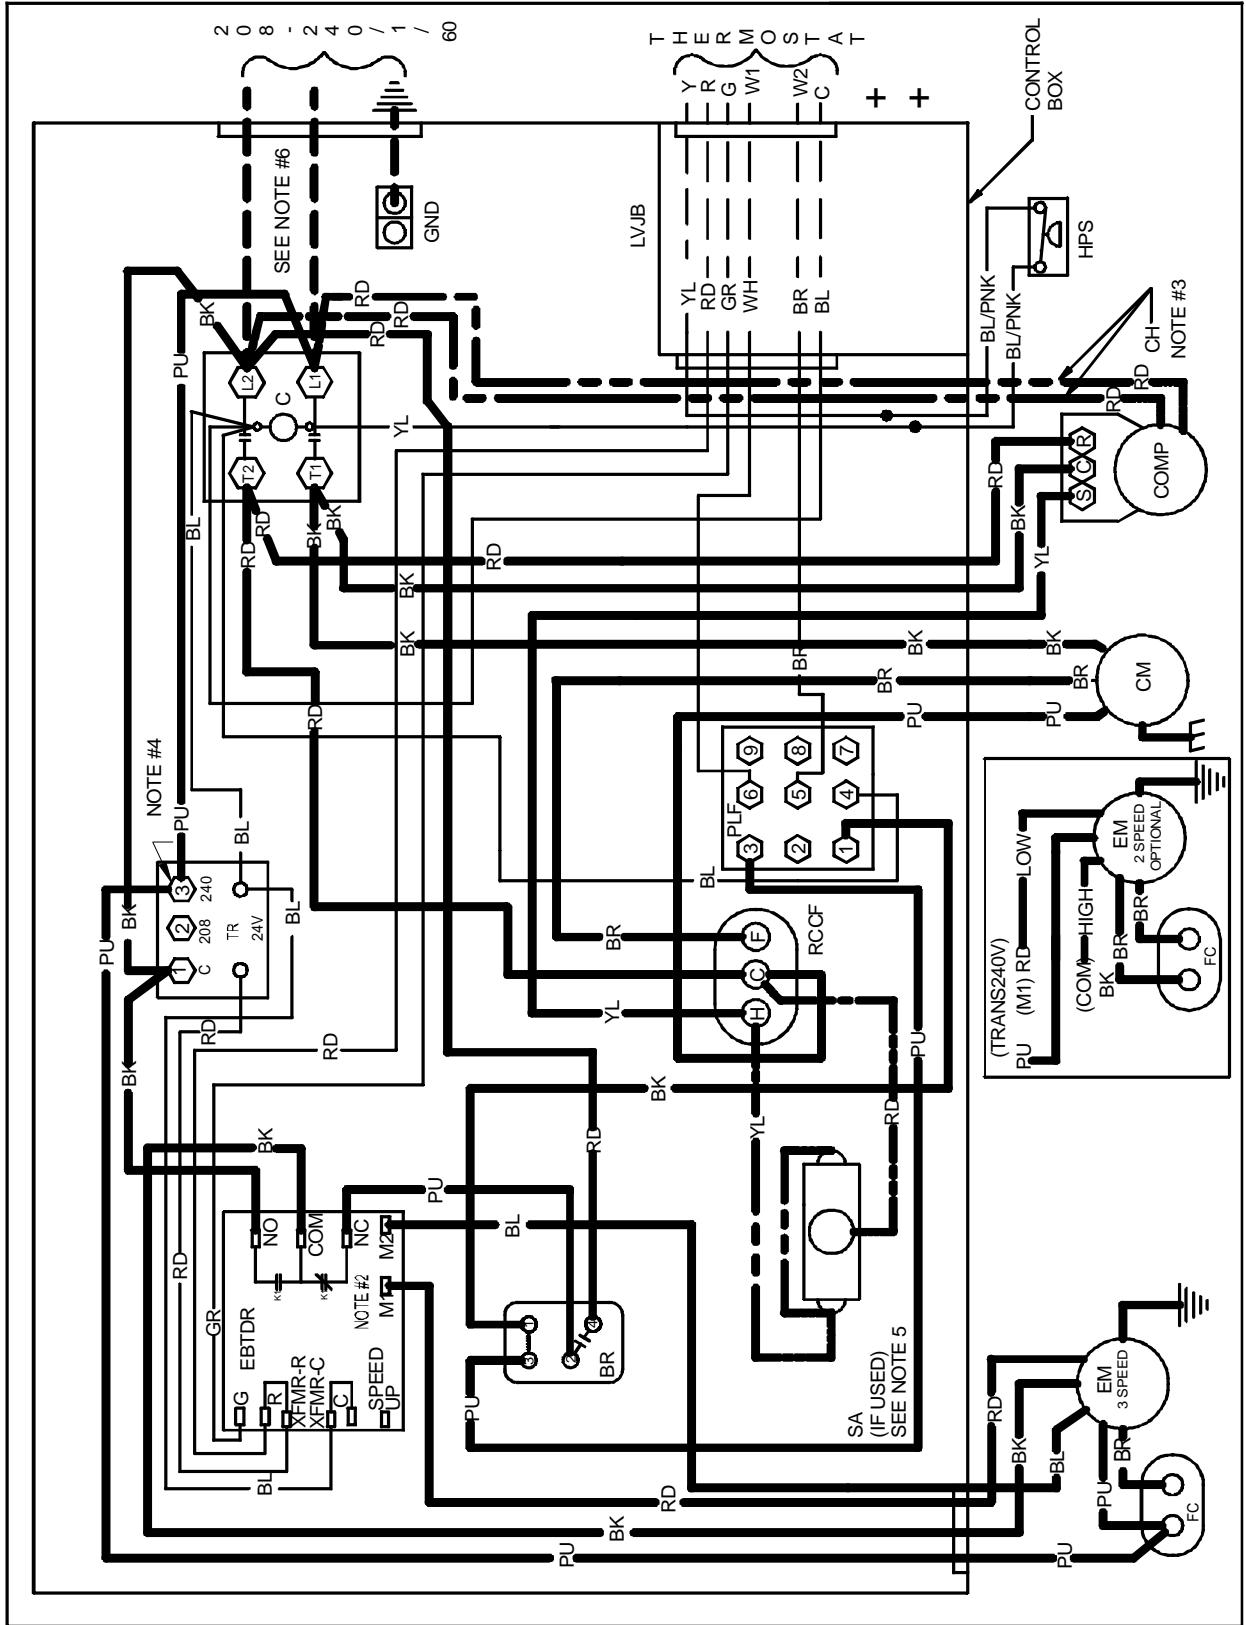 208-240/1/60
THERMOSTAT
Y
R
G
W1
W2
C
+ +
CONTROL
BOX
SEE NOTE #6
GND
LVJB
YL
RD
GR
WH
BR
BL
HPS
BL/PNK
BL/PNK
CH
NOTE #3
RD
RD
RD
BK
PU
L2
L1
C
T2
T1
YL
BL
RD
RD
BK
BK
RD
RD
R
C
S
COMP
RD
BK
YL
RD
BK
BK
BK
BK
BR
BR
BR
PU
PU
CM
RD
NOTE #4
PU
BL
3
240
2
208
1
C
TR
24V
BL
BK
PU
RD
BK
RD
PLF
9
8
7
6
5
4
3
2
1
BL
RCCF
F
C
H
BR
YL
EM
2 SPEED
OPTIONAL
LOW
(M1) RD
(TRANS240V)
PU
HIGH
(COM)
BK
BR
BR
FC
PU
RD
BK
YL
RD
BK
PU
RD
GR
NO
COM
NC
M2
M1
NOTE #2
EBTDR
K1
G
R
XFMR-R
XFMR-C
C
SPEED
UP
BL
BL
1
3
2
4
BR
PU
SA
(IF USED)
SEE NOTE 5
RD
BK
PU
RD
BK
BL
PU
BR
PU
EM
3 SPEED
FC